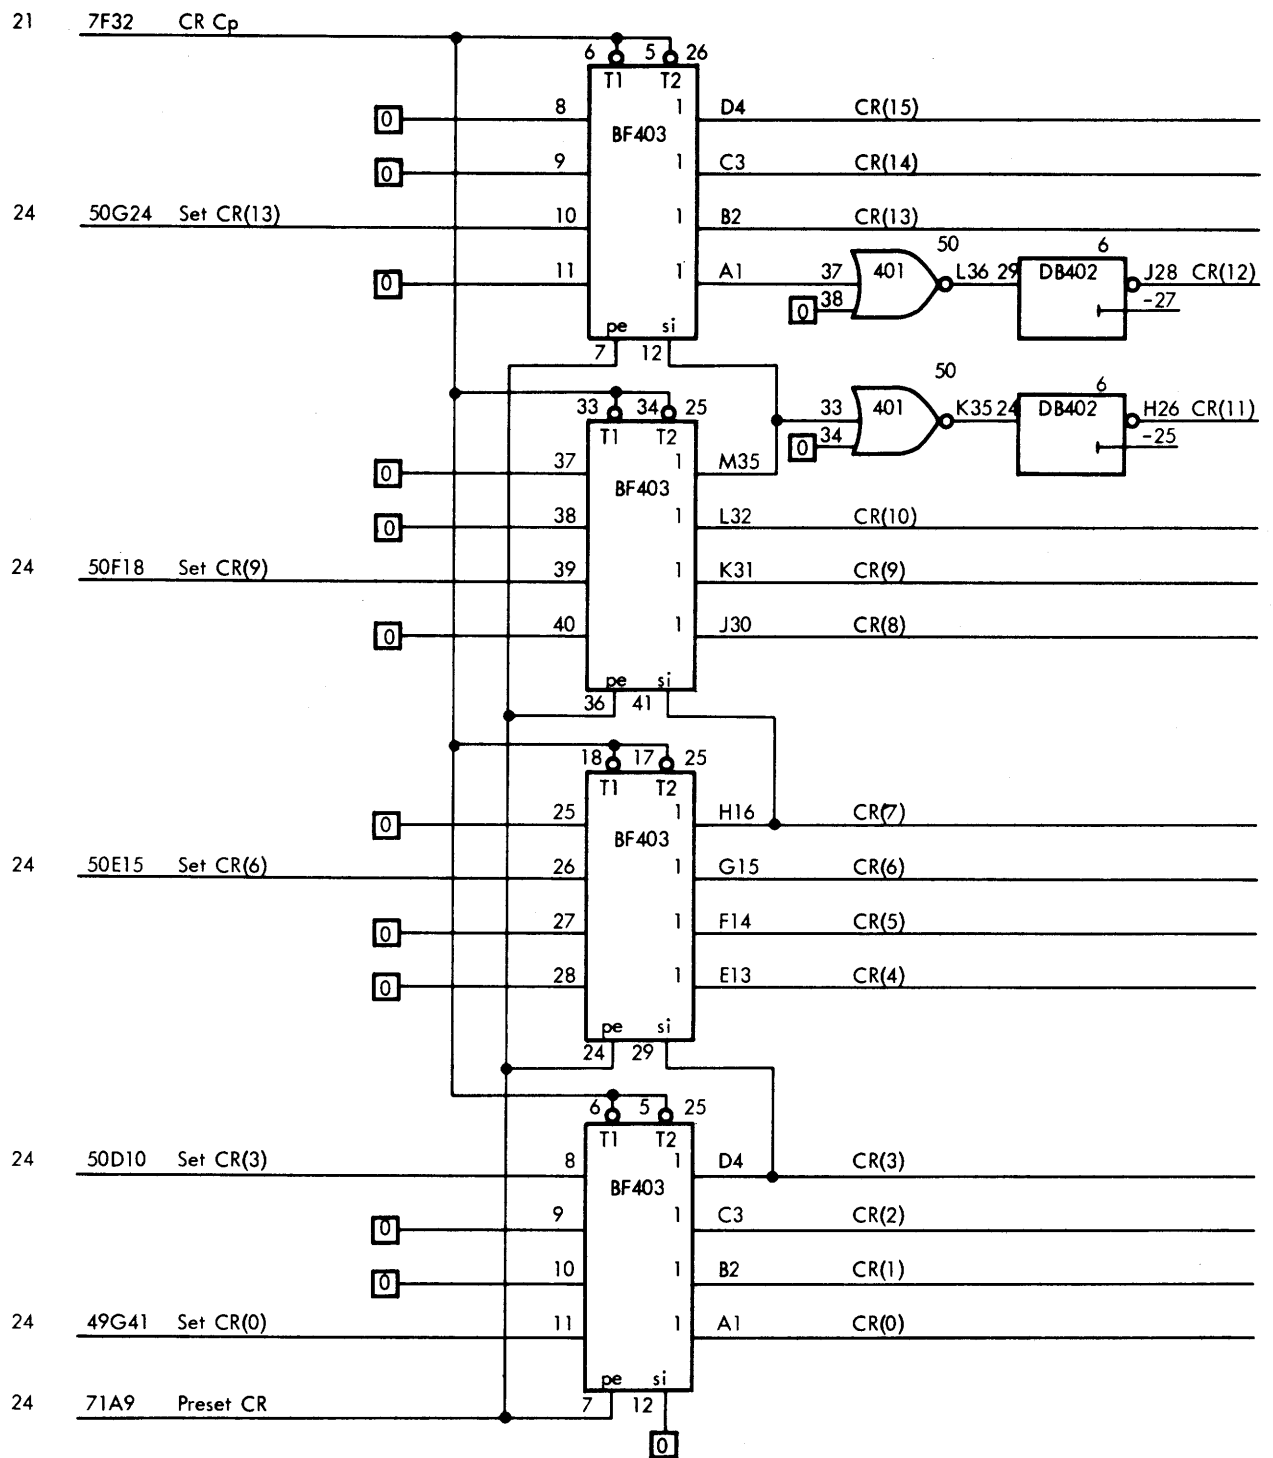 21 7F32 CR Cp
6 5 26
T1 T2
0 8 1 D4 CR(15)
BF403
0 9 1 C3 CR(14)
24 50G24 Set CR(13) 10 1 B2 CR(13)
50 6
0 11 1 A1 37 401 L36 29 DB402 J28 CR(12)
0 38 -27
pe si
7 12
50 6
33 34 25
T1 T2
33 401 K35 24 DB402 H26 CR(11)
0 34 -25
0 37 1 M35
BF403
0 38 1 L32 CR(10)
24 50F18 Set CR(9) 39 1 K31 CR(9)
0 40 1 J30 CR(8)
pe si
36 41
18 17 25
T1 T2
0 25 1 H16 CR(7)
BF403
24 50E15 Set CR(6) 26 1 G15 CR(6)
0 27 1 F14 CR(5)
0 28 1 E13 CR(4)
pe si
24 29
6 5 25
T1 T2
24 50D10 Set CR(3) 8 1 D4 CR(3)
BF403
0 9 1 C3 CR(2)
0 10 1 B2 CR(1)
24 49G41 Set CR(0) 11 1 A1 CR(0)
pe si
24 71A9 Preset CR 7 12
0